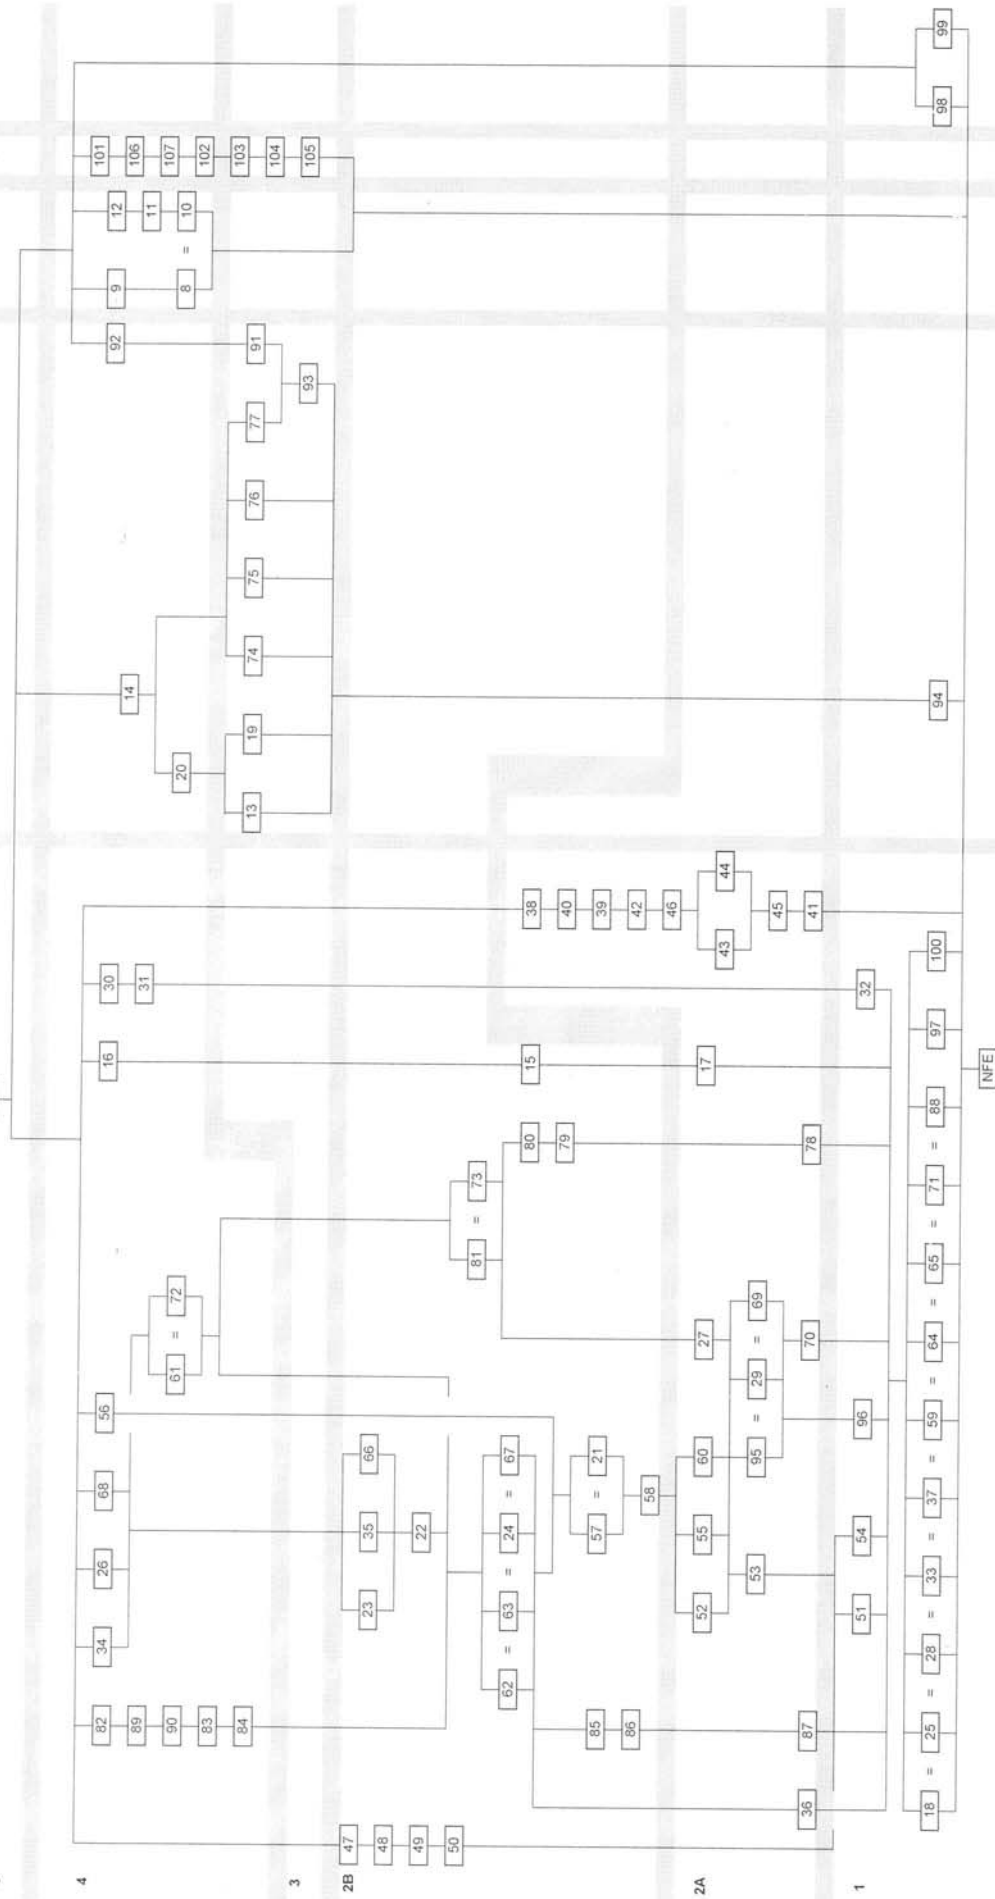 4
82 34 26 68 56 16 30 92 9 12 101
89 14 106
31 11
90 61 = 72 20 8 = 10 107
83 102
84 13 19 74 75 76 77 91 103
104
3 93 105
2B
47 23 35 66
48
49 22
50
81 = 73
62 = 63 = 24 = 67
80 15 38
79 40
85 57 = 21 39
86 58 42
46
2A 52 55 60 27 17
43 44
53 95 = 29 = 69
45
36 87 70 78 41
1 51 54 96 32
18 = 25 = 28 = 33 = 37 = 59 = 64 = 65 = 71 = 88 97 100 94 98 99
NFE